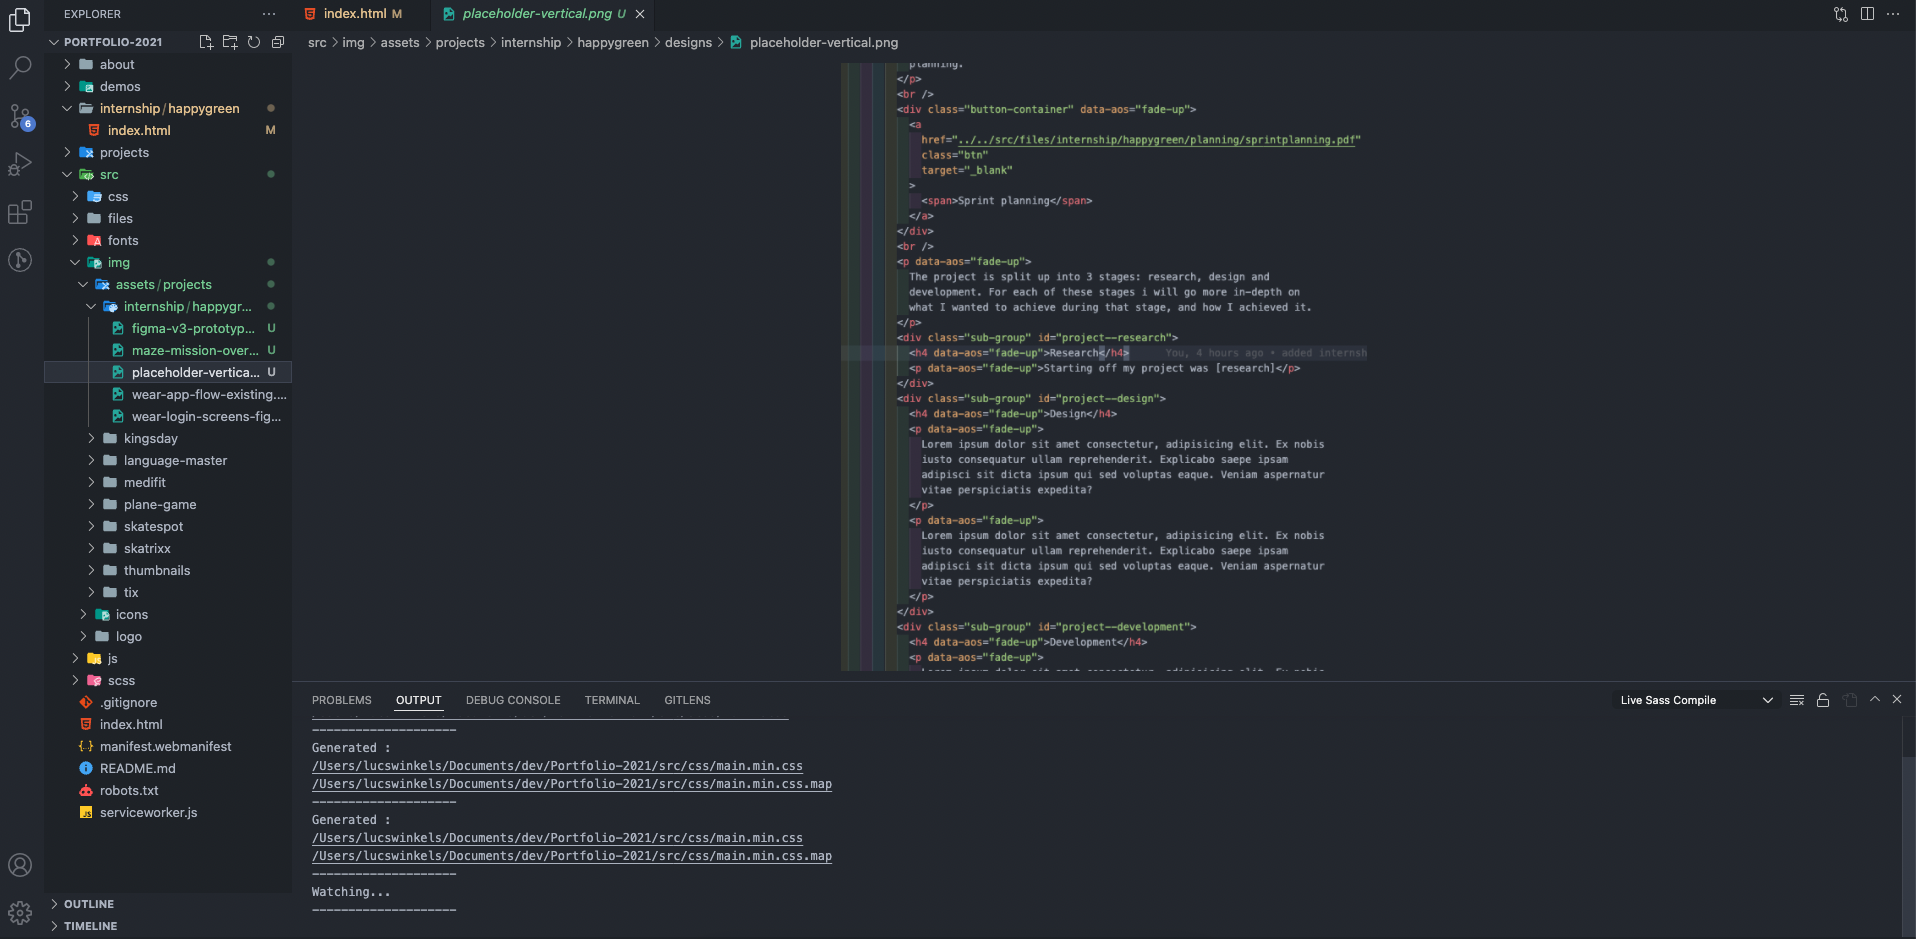 EXPLORER
index.html M
placeholder-vertical.png U
PORTFOLIO-2021
src > img > assets > projects > internship > happygreen > designs > placeholder-vertical.png
about
demos
internship/happygreen
index.html M
projects
src
css
files
fonts
img
assets/projects
internship/happygr...
figma-v3-prototyp... U
maze-mission-over... U
placeholder-vertica... U
wear-app-flow-existing....
wear-login-screens-fig...
kingsday
language-master
medifit
plane-game
skatespot
skatrixx
thumbnails
tix
icons
logo
js
scss
.gitignore
index.html
manifest.webmanifest
README.md
robots.txt
serviceworker.js
OUTLINE
TIMELINE
6
planning.
</p>
<br />
<div class="button-container" data-aos="fade-up">
<a
href="../../src/files/internship/happygreen/planning/sprintplanning.pdf"
class="btn"
target="_blank"
>
<span>Sprint planning</span>
</a>
</div>
<br />
<p data-aos="fade-up">
The project is split up into 3 stages: research, design and
development. For each of these stages i will go more in-depth on
what I wanted to achieve during that stage, and how I achieved it.
</p>
<div class="sub-group" id="project--research">
<h4 data-aos="fade-up">Research</h4> You, 4 hours ago • added internsh
<p data-aos="fade-up">Starting off my project was [research]</p>
</div>
<div class="sub-group" id="project--design">
<h4 data-aos="fade-up">Design</h4>
<p data-aos="fade-up">
Lorem ipsum dolor sit amet consectetur, adipisicing elit. Ex nobis
iusto consequatur ullam reprehenderit. Explicabo saepe ipsam
adipisci sit dicta ipsum qui sed voluptas eaque. Veniam aspernatur
vitae perspiciatis expedita?
</p>
<p data-aos="fade-up">
Lorem ipsum dolor sit amet consectetur, adipisicing elit. Ex nobis
iusto consequatur ullam reprehenderit. Explicabo saepe ipsam
adipisci sit dicta ipsum qui sed voluptas eaque. Veniam aspernatur
vitae perspiciatis expedita?
</p>
</div>
<div class="sub-group" id="project--development">
<h4 data-aos="fade-up">Development</h4>
<p data-aos="fade-up">
PROBLEMS OUTPUT DEBUG CONSOLE TERMINAL GITLENS
Live Sass Compile
--------------------
Generated :
/Users/lucswinkels/Documents/dev/Portfolio-2021/src/css/main.min.css
/Users/lucswinkels/Documents/dev/Portfolio-2021/src/css/main.min.css.map
--------------------
Generated :
/Users/lucswinkels/Documents/dev/Portfolio-2021/src/css/main.min.css
/Users/lucswinkels/Documents/dev/Portfolio-2021/src/css/main.min.css.map
--------------------
Watching...
--------------------